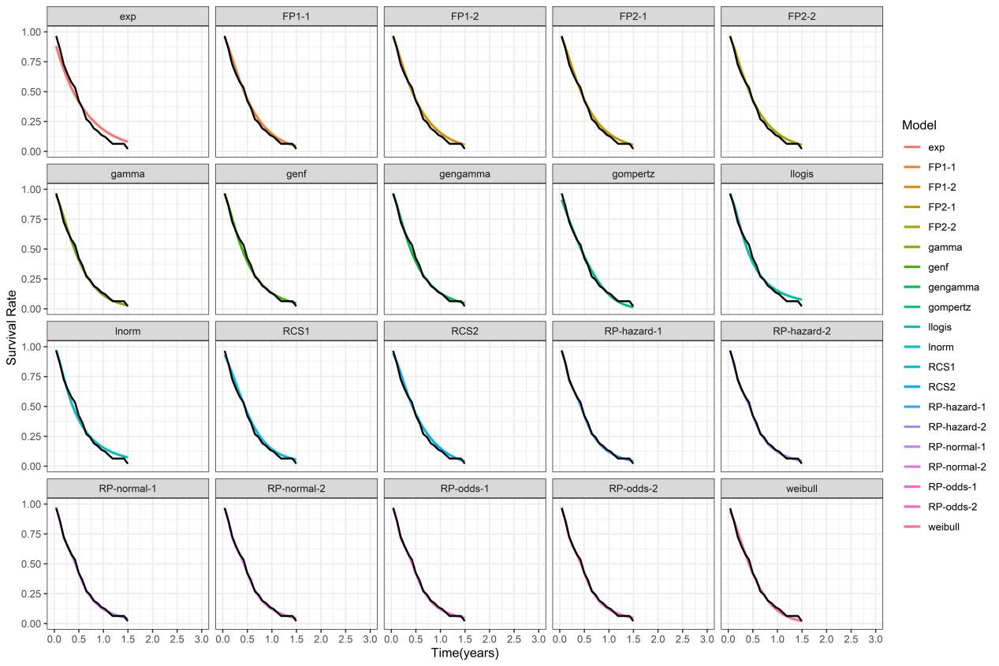 exp FP1-1 FP1-2 FP2-1 FP2-2
1.00
0.75
0.50
0.25
0.00
gamma genf gengamma gompertz llogis
1.00
0.75
0.50
0.25
0.00
lnorm RCS1 RCS2 RP-hazard-1 RP-hazard-2
1.00
0.75
0.50
0.25
0.00
RP-normal-1 RP-normal-2 RP-odds-1 RP-odds-2 weibull
1.00
0.75
0.50
0.25
0.00
0.0 0.5 1.0 1.5 2.0 2.5 3.0 0.0 0.5 1.0 1.5 2.0 2.5 3.0 0.0 0.5 1.0 1.5 2.0 2.5 3.0 0.0 0.5 1.0 1.5 2.0 2.5 3.0 0.0 0.5 1.0 1.5 2.0 2.5 3.0
Time(years)
Survival Rate
Model
exp
FP1-1
FP1-2
FP2-1
FP2-2
gamma
genf
gengamma
gompertz
llogis
lnorm
RCS1
RCS2
RP-hazard-1
RP-hazard-2
RP-normal-1
RP-normal-2
RP-odds-1
RP-odds-2
weibull